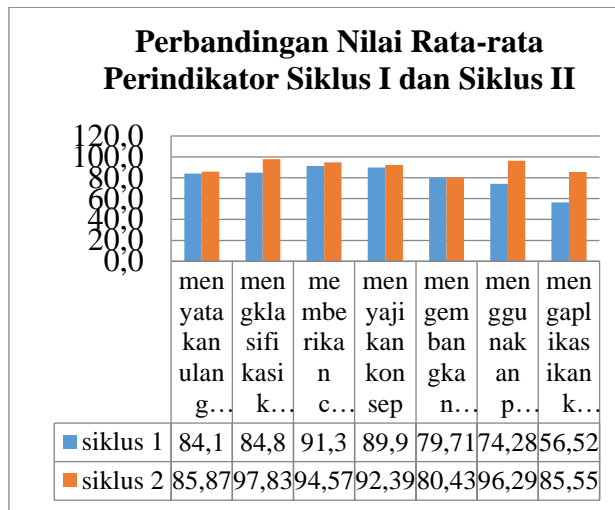 Perbandingan Nilai Rata-rata
Perindikator Siklus I dan Siklus II
120,0
100,0
80,0
60,0
40,0
20,0
0,0
men
yata
kan
ulan
g…
men
gkla
sifi
kasi
k…
me
mbe
rika
n
c…
men
yaji
kan
kon
sep
men
gem
ban
gka
n…
men
ggu
nak
an
p…
men
gapl
ikas
ikan
k…
siklus 1 84,1 84,8 91,3 89,9 79,71 74,28 56,52
siklus 2 85,87 97,83 94,57 92,39 80,43 96,29 85,55